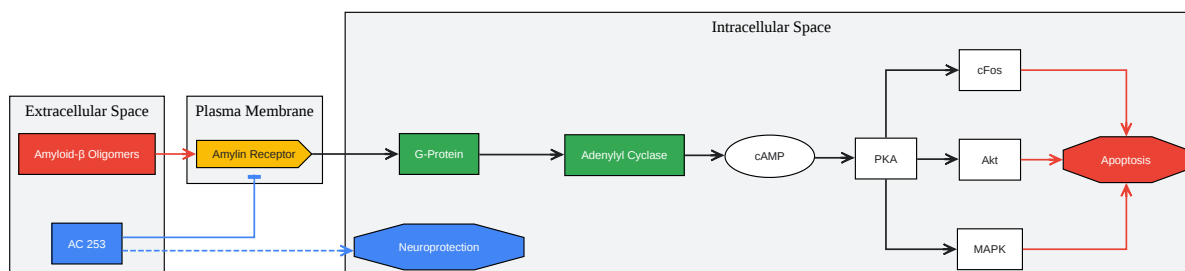 Intracellular Space
cFos
Extracellular Space
Plasma Membrane
Amyloid-β Oligomers
Amylin Receptor
G-Protein
Adenylyl Cyclase
cAMP
PKA
Akt
Apoptosis
AC 253
Neuroprotection
MAPK